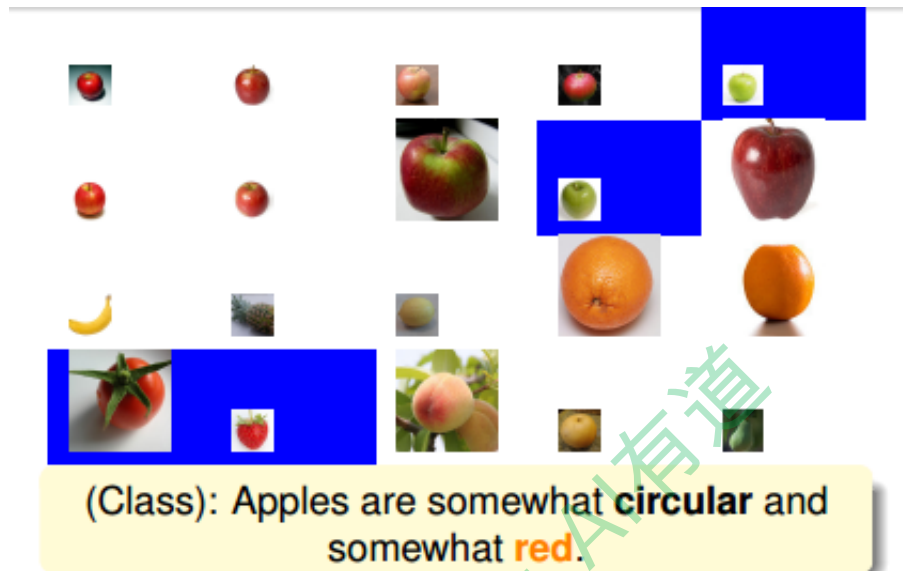 (Class): Apples are somewhat circular and
somewhat red.
AI有道